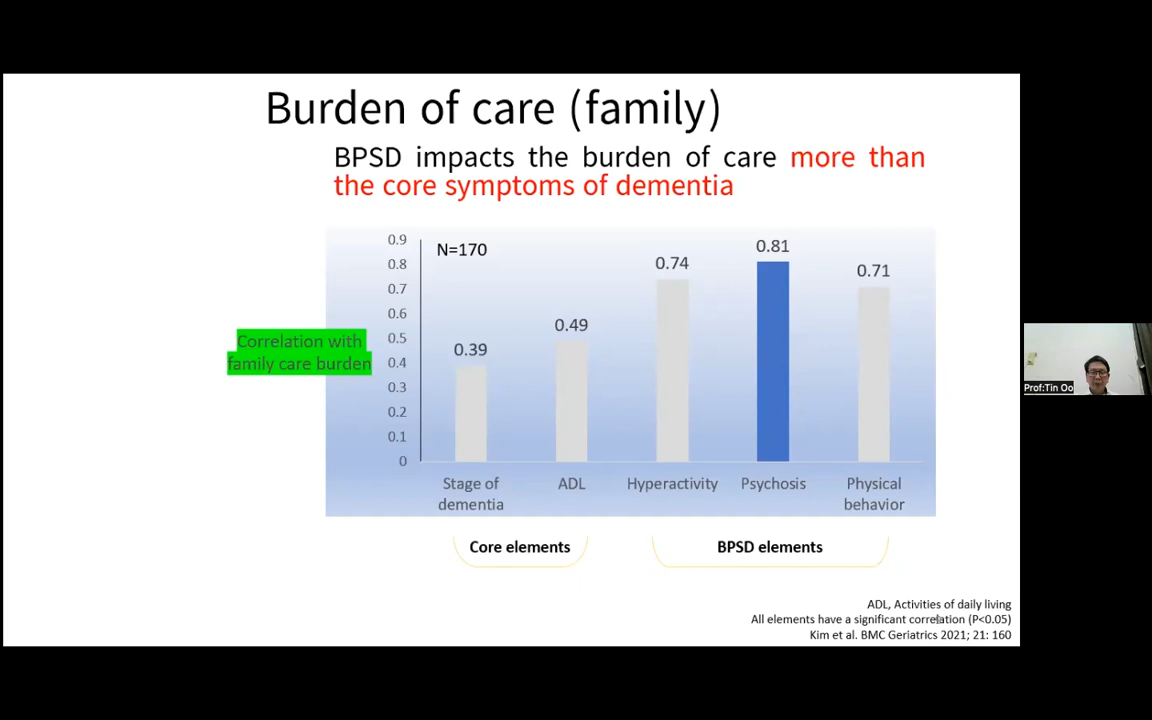 Burden of care (family)
BPSD impacts the burden of care more than
the core symptoms of dementia
N=170
0.9
0.8
0.7
0.6
0.5
0.4
0.3
0.2
0.1
0
Correlation with
family care burden
0.39
0.49
0.74
0.81
0.71
Stage of
dementia
ADL
Hyperactivity
Psychosis
Physical
behavior
Core elements
BPSD elements
ADL, Activities of daily living
All elements have a significant correlation (P<0.05)
Kim et al. BMC Geriatrics 2021; 21: 160
Prof:Tin Oo